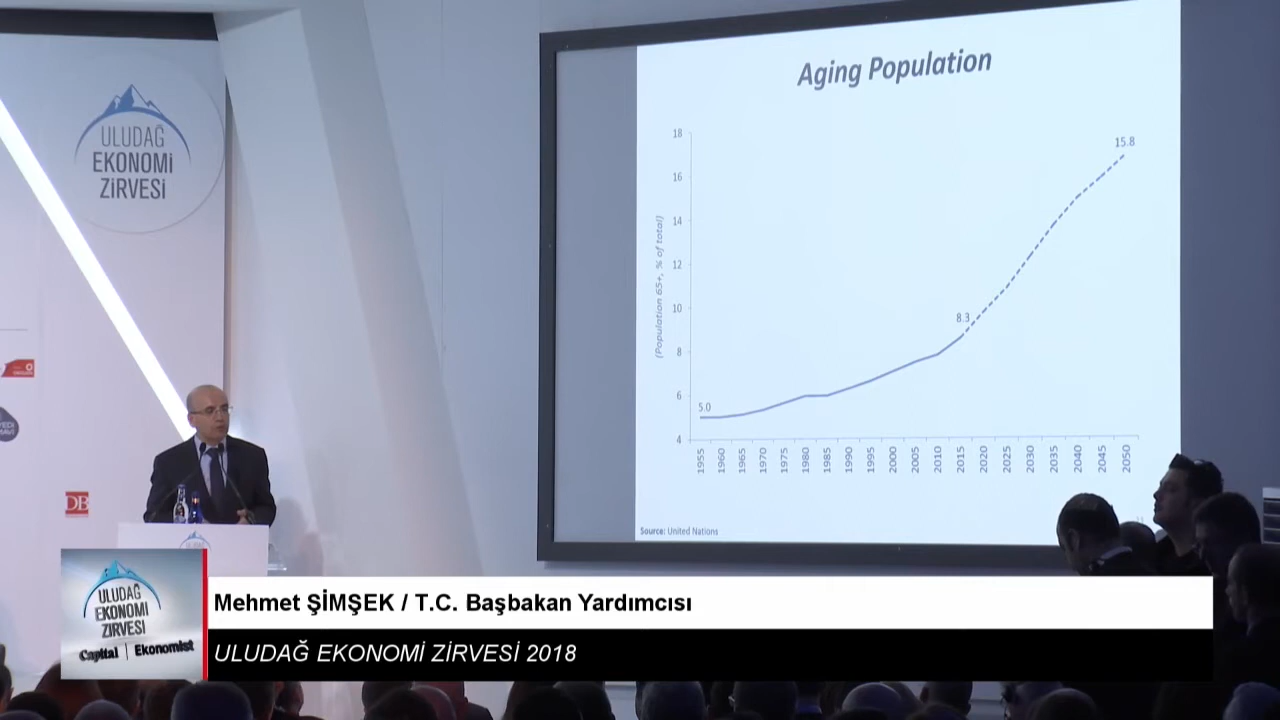 ULUDAĞ
EKONOMİ
ZİRVESİ
DB
Aging Population
(Population 65+, % of total)
18
16
14
12
10
8
6
4
5.0
8.3
15.8
1955
1960
1965
1970
1975
1980
1985
1990
1995
2000
2005
2010
2015
2020
2025
2030
2035
2040
2045
2050
Source: United Nations
11
ULUDAĞ
EKONOMİ
ZİRVESİ
Capital | Ekonomist
Mehmet ŞİMŞEK / T.C. Başbakan Yardımcısı
ULUDAĞ EKONOMİ ZİRVESİ 2018